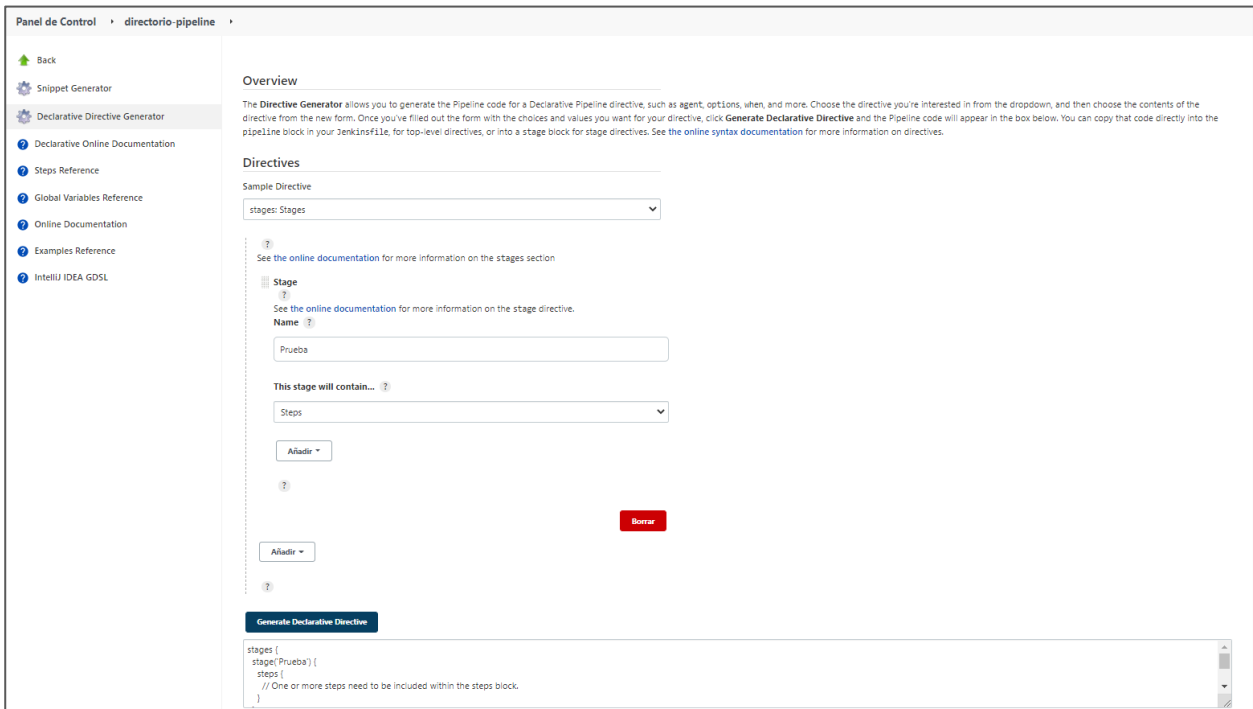 Panel de Control › directorio-pipeline ›
Back
Snippet Generator
Declarative Directive Generator
Declarative Online Documentation
Steps Reference
Global Variables Reference
Online Documentation
Examples Reference
IntelliJ IDEA GDSL
Overview
The Directive Generator allows you to generate the Pipeline code for a Declarative Pipeline directive, such as agent, options, when, and more. Choose the directive you're interested in from the dropdown, and then choose the contents of the
directive from the new form. Once you've filled out the form with the choices and values you want for your directive, click Generate Declarative Directive and the Pipeline code will appear in the box below. You can copy that code directly into the
pipeline block in your Jenkinsfile, for top-level directives, or into a stage block for stage directives. See the online syntax documentation for more information on directives.
Directives
Sample Directive
stages: Stages
?
See the online documentation for more information on the stages section
Stage
?
See the online documentation for more information on the stage directive.
Name ?
Prueba
This stage will contain... ?
Steps
Añadir
?
Borrar
Añadir
?
Generate Declarative Directive
stages {
stage('Prueba') {
steps {
// One or more steps need to be included within the steps block.
}